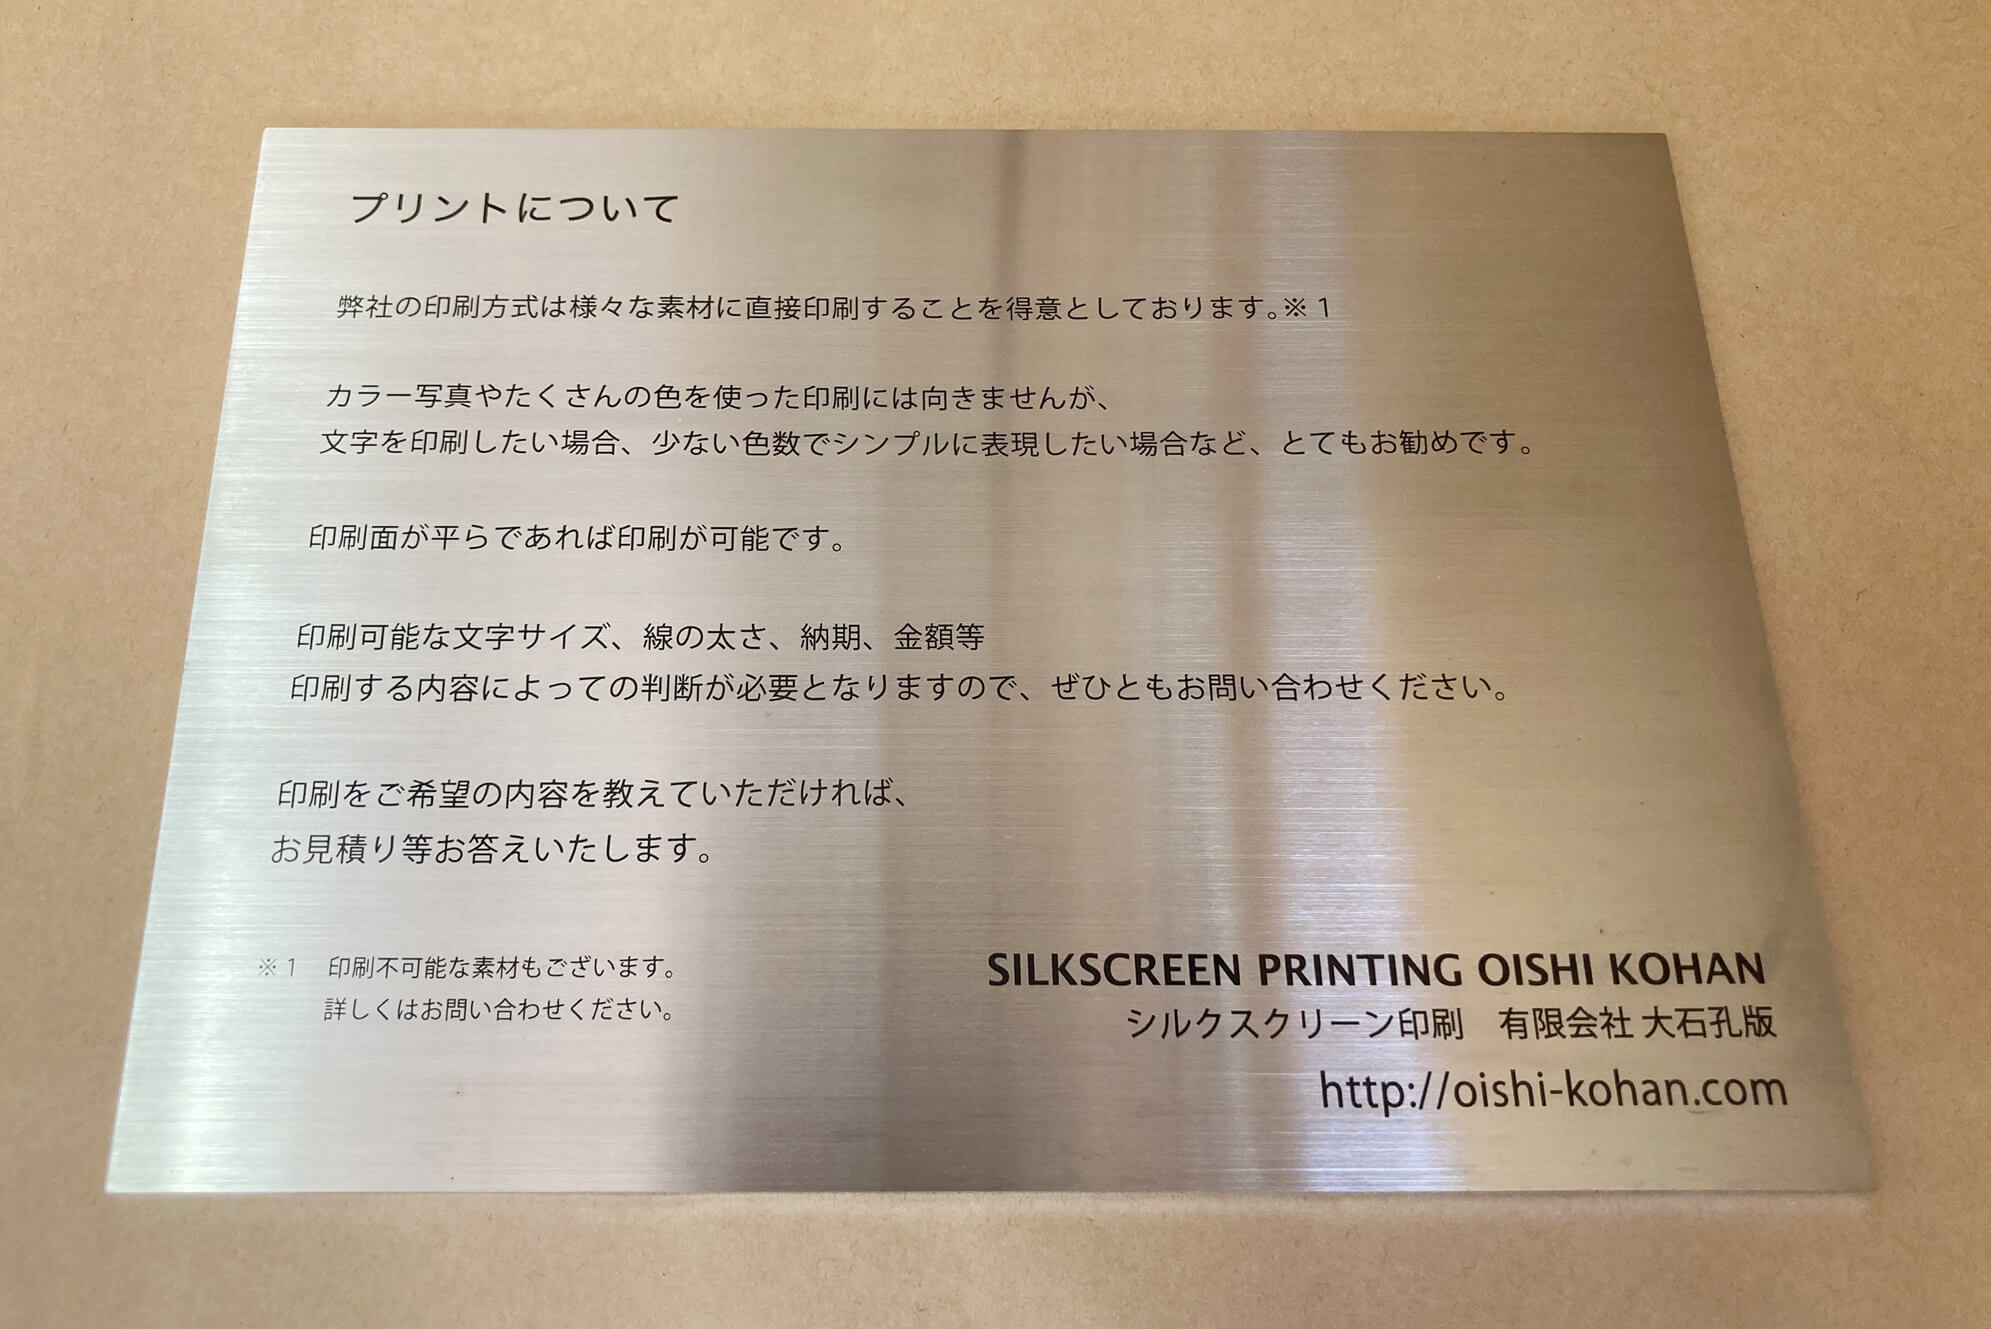 プリントについて
弊社の印刷方式は様々な素材に直接印刷することを得意としております。※1
カラー写真やたくさんの色を使った印刷には向きませんが、
文字を印刷したい場合、少ない色数でシンプルに表現したい場合など、とてもお勧めです。
印刷面が平らであれば印刷が可能です。
印刷可能な文字サイズ、線の太さ、納期、金額等
印刷する内容によっての判断が必要となりますので、ぜひともお問い合わせください。
印刷をご希望の内容を教えていただければ、
お見積り等お答えいたします。
※1　印刷不可能な素材もございます。
詳しくはお問い合わせください。
SILKSCREEN PRINTING OISHI KOHAN
シルクスクリーン印刷　有限会社 大石孔版
http://oishi-kohan.com